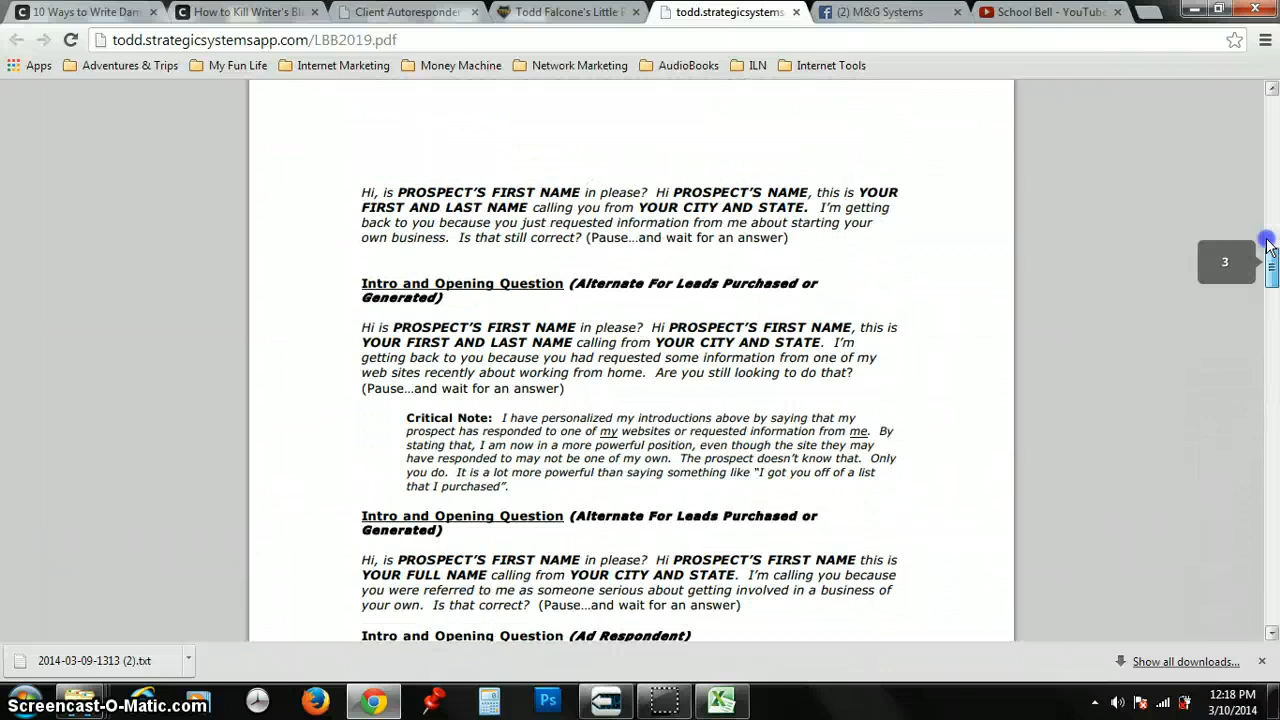 10 Ways to Write Dam
How to Kill Writer's Ble
Client Autoresponder
Todd Falcone's Little B
todd.strategicsystems
(2) M&G Systems
School Bell - YouTube
todd.strategicsystemsapp.com/LBB2019.pdf
Apps
Adventures & Trips
My Fun Life
Internet Marketing
Money Machine
Network Marketing
AudioBooks
ILN
Internet Tools
Hi, is PROSPECT'S FIRST NAME in please? Hi PROSPECT'S NAME, this is YOUR
FIRST AND LAST NAME calling you from YOUR CITY AND STATE. I'm getting
back to you because you just requested information from me about starting your
own business. Is that still correct? (Pause…and wait for an answer)
3
Intro and Opening Question (Alternate For Leads Purchased or
Generated)
Hi is PROSPECT'S FIRST NAME in please? Hi PROSPECT'S FIRST NAME, this is
YOUR FIRST AND LAST NAME calling from YOUR CITY AND STATE. I'm
getting back to you because you had requested some information from one of my
web sites recently about working from home. Are you still looking to do that?
(Pause…and wait for an answer)
Critical Note: I have personalized my introductions above by saying that my
prospect has responded to one of my websites or requested information from me. By
stating that, I am now in a more powerful position, even though the site they may
have responded to may not be one of my own. The prospect doesn't know that. Only
you do. It is a lot more powerful than saying something like "I got you off of a list
that I purchased".
Intro and Opening Question (Alternate For Leads Purchased or
Generated)
Hi, is PROSPECT'S FIRST NAME in please? Hi PROSPECT'S FIRST NAME this is
YOUR FULL NAME calling from YOUR CITY AND STATE. I'm calling you because
you were referred to me as someone serious about getting involved in a business of
your own. Is that correct? (Pause…and wait for an answer)
Intro and Opening Question (Ad Respondent)
2014-03-09-1313 (2).txt
Show all downloads...
Screencast-O-Matic.com
Ps
12:18 PM
3/10/2014